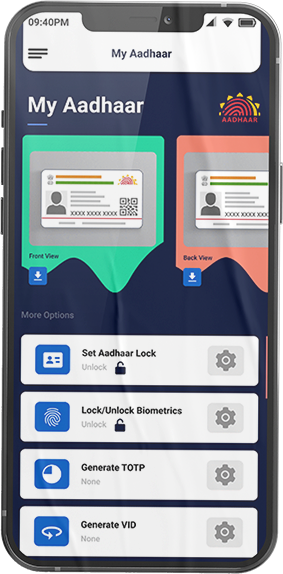 09:40PM
My Aadhaar
My Aadhaar
AADHAAR
XXXX XXXX XXXX
XXXX XXXX XXXX
Front View
Back View
More Options
Set Aadhaar Lock
Unlock
Lock/Unlock Biometrics
Unlock
Generate TOTP
None
Generate VID
None